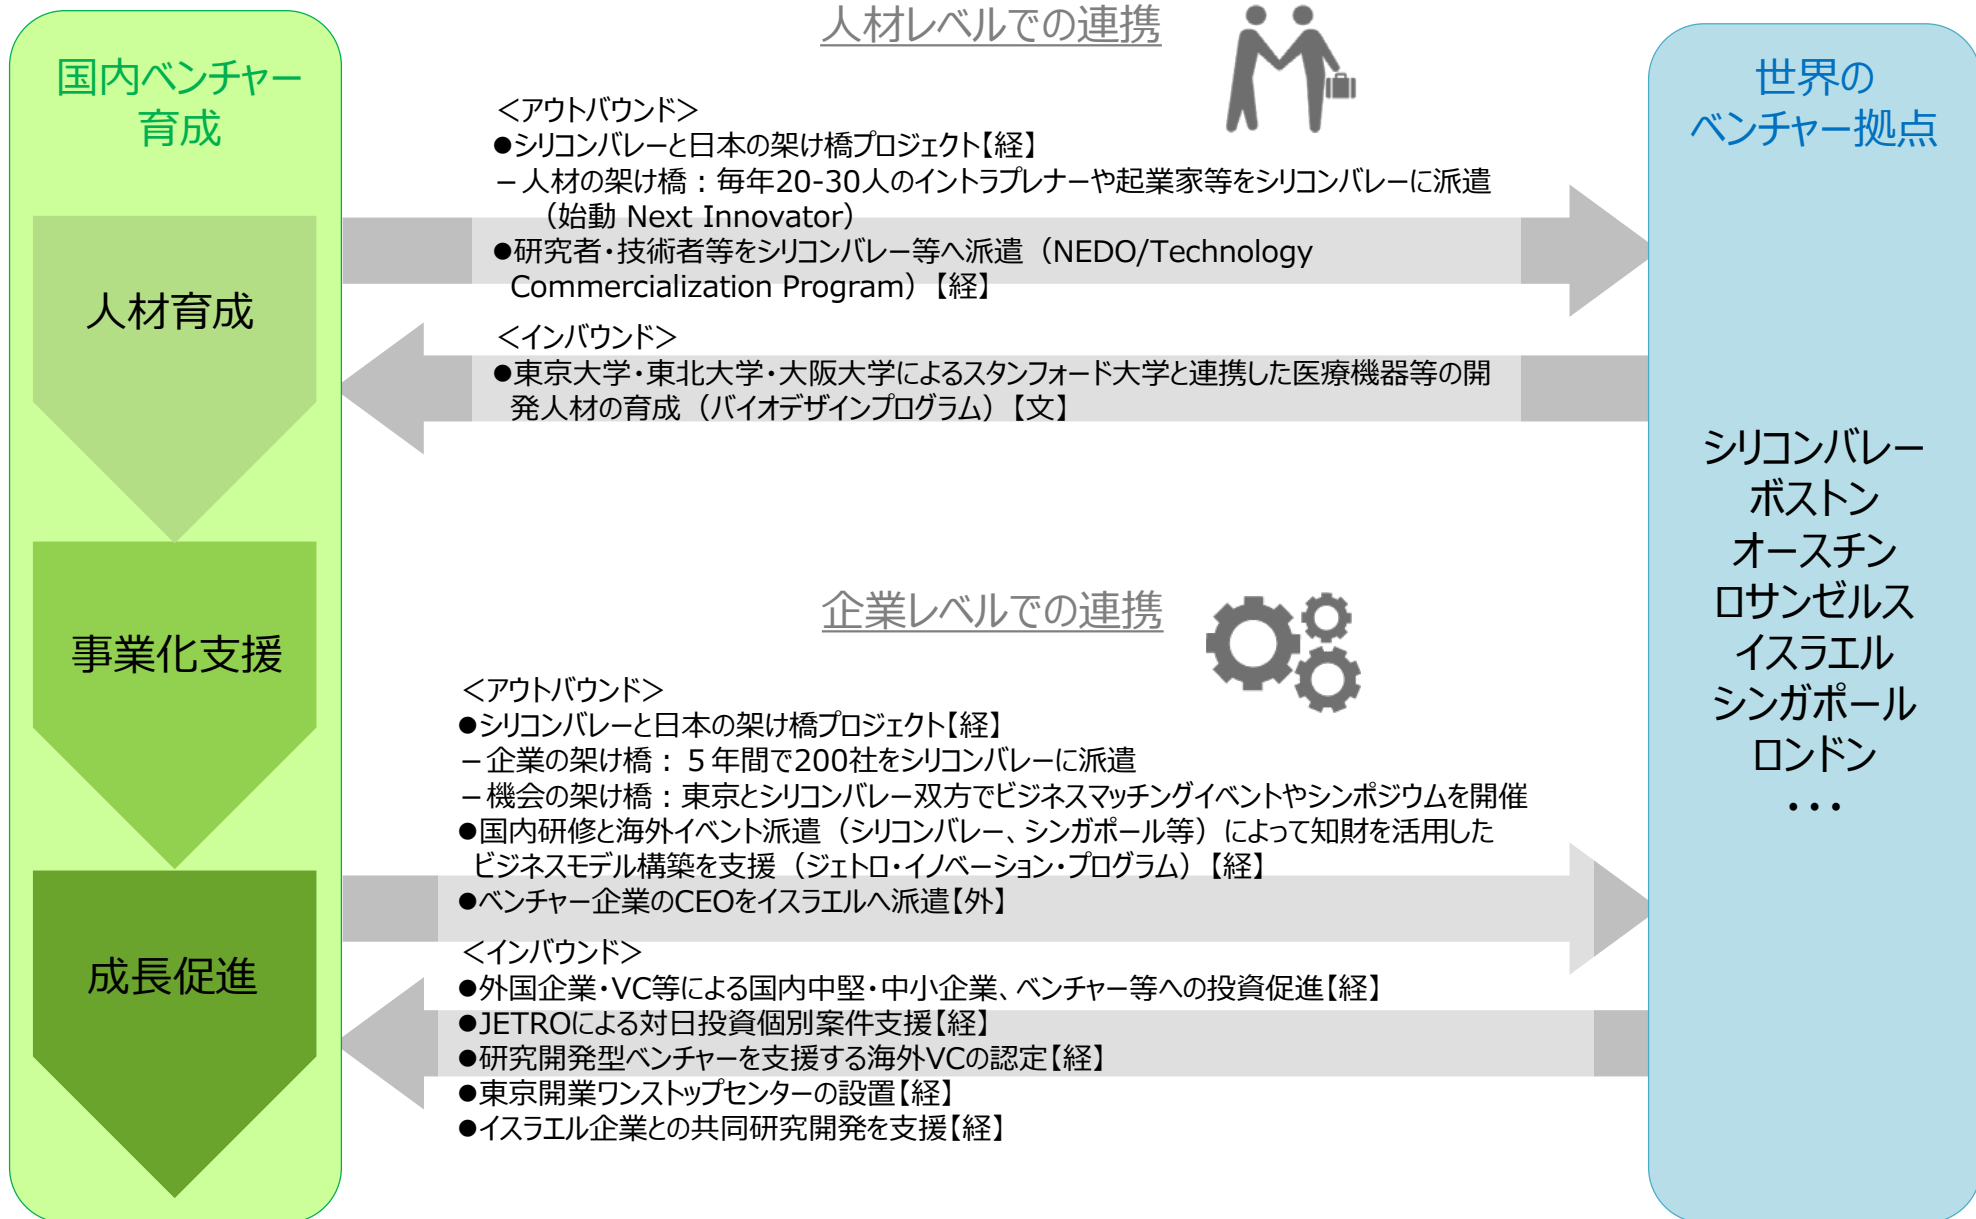 国内ベンチャー
育成
人材育成
事業化支援
成長促進
人材レベルでの連携
＜アウトバウンド＞
●シリコンバレーと日本の架け橋プロジェクト【経】
－人材の架け橋：毎年20-30人のイントラプレナーや起業家等をシリコンバレーに派遣
（始動 Next Innovator）
●研究者・技術者等をシリコンバレー等へ派遣（NEDO/Technology
Commercialization Program）【経】
＜インバウンド＞
●東京大学・東北大学・大阪大学によるスタンフォード大学と連携した医療機器等の開
発人材の育成（バイオデザインプログラム）【文】
企業レベルでの連携
＜アウトバウンド＞
●シリコンバレーと日本の架け橋プロジェクト【経】
－企業の架け橋：５年間で200社をシリコンバレーに派遣
－機会の架け橋：東京とシリコンバレー双方でビジネスマッチングイベントやシンポジウムを開催
●国内研修と海外イベント派遣（シリコンバレー、シンガポール等）によって知財を活用した
ビジネスモデル構築を支援（ジェトロ・イノベーション・プログラム）【経】
●ベンチャー企業のCEOをイスラエルへ派遣【外】
＜インバウンド＞
●外国企業・VC等による国内中堅・中小企業、ベンチャー等への投資促進【経】
●JETROによる対日投資個別案件支援【経】
●研究開発型ベンチャーを支援する海外VCの認定【経】
●東京開業ワンストップセンターの設置【経】
●イスラエル企業との共同研究開発を支援【経】
世界の
ベンチャー拠点
シリコンバレー
ボストン
オースチン
ロサンゼルス
イスラエル
シンガポール
ロンドン
・・・